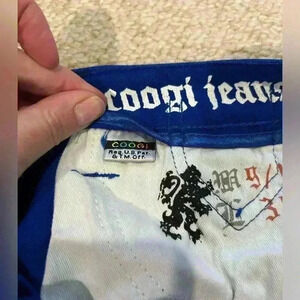 coogi jeans
COOGI
Reg. U.S. Pat.
& T.M. Off.
W
L